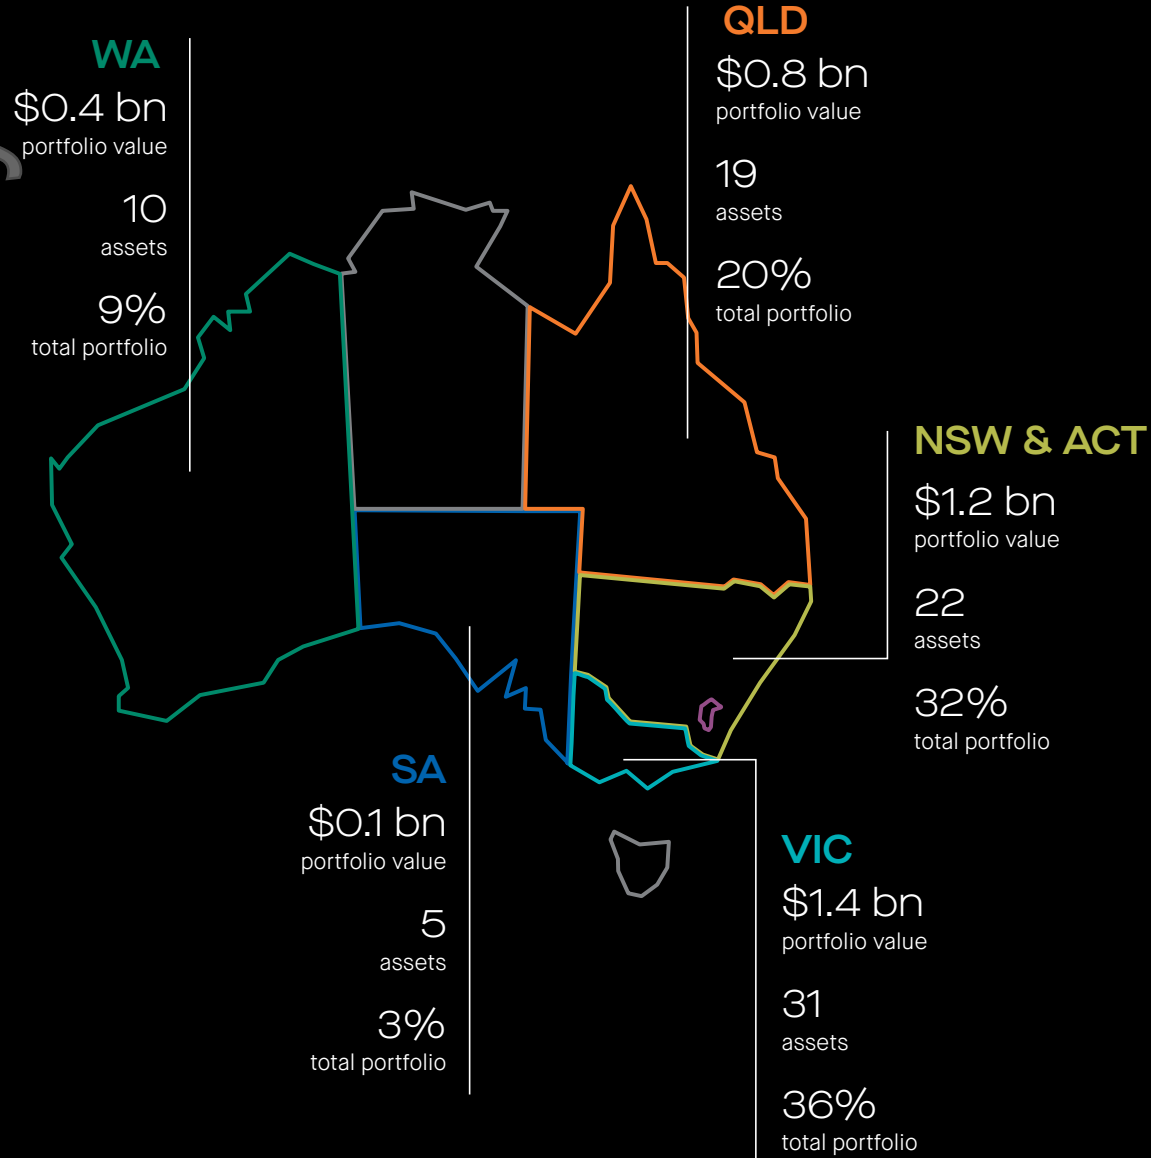 WA
$0.4 bn
portfolio value
10
assets
9%
total portfolio
QLD
$0.8 bn
portfolio value
19
assets
20%
total portfolio
NSW & ACT
$1.2 bn
portfolio value
22
assets
32%
total portfolio
SA
$0.1 bn
portfolio value
5
assets
3%
total portfolio
VIC
$1.4 bn
portfolio value
31
assets
36%
total portfolio